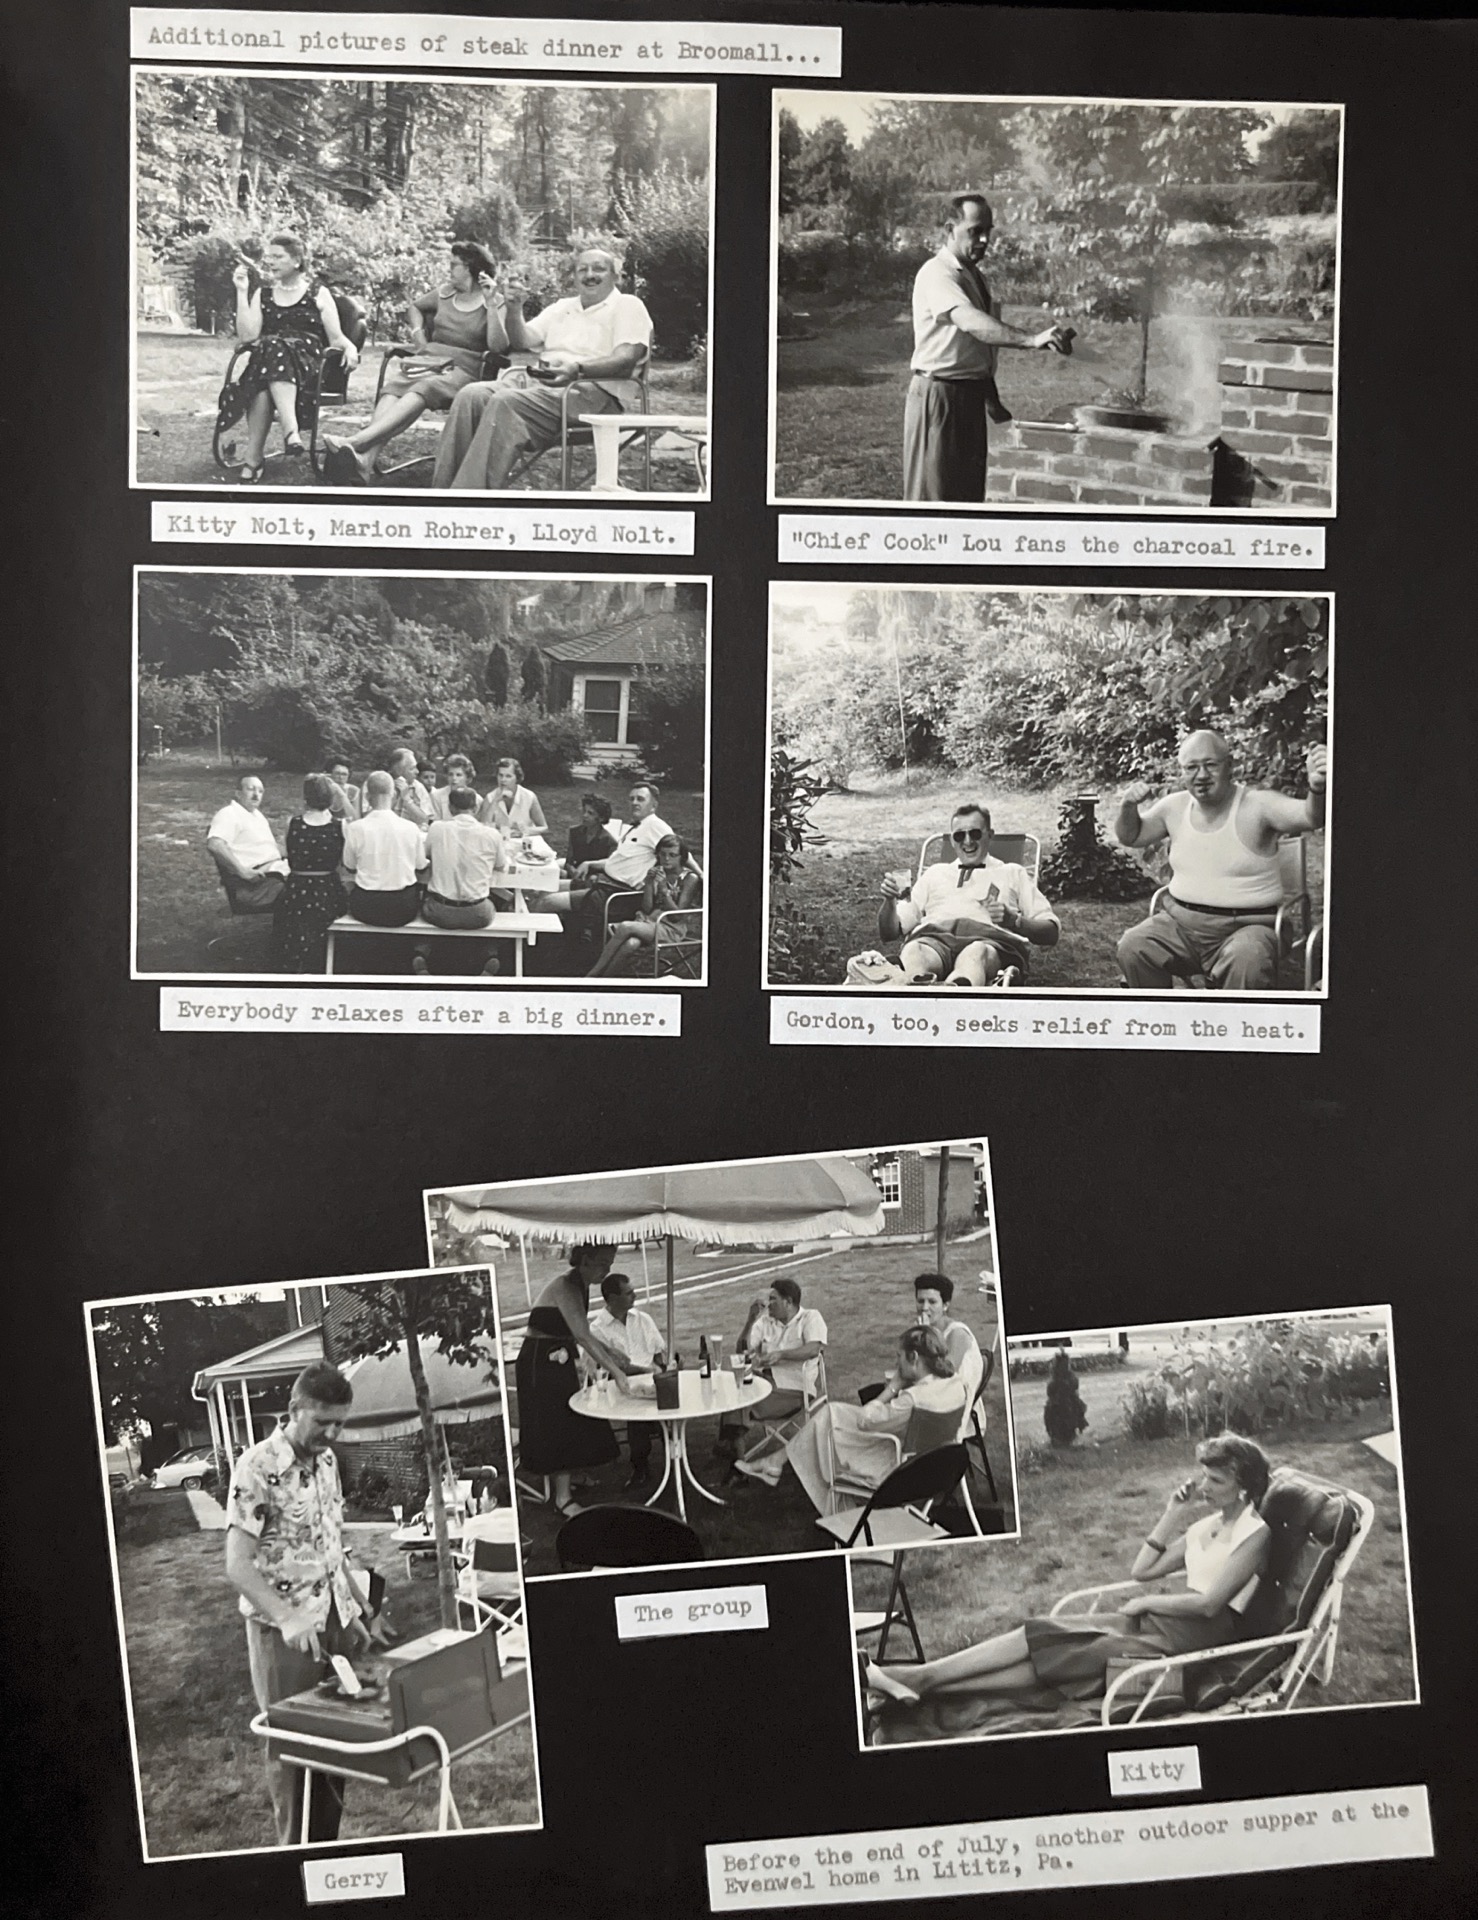 Additional pictures of steak dinner at Broomall...
Kitty Nolt, Marion Rohrer, Lloyd Nolt.
"Chief Cook" Lou fans the charcoal fire.
Everybody relaxes after a big dinner.
Gordon, too, seeks relief from the heat.
The group
Kitty
Gerry
Before the end of July, another outdoor supper at the
Evenwel home in Lititz, Pa.